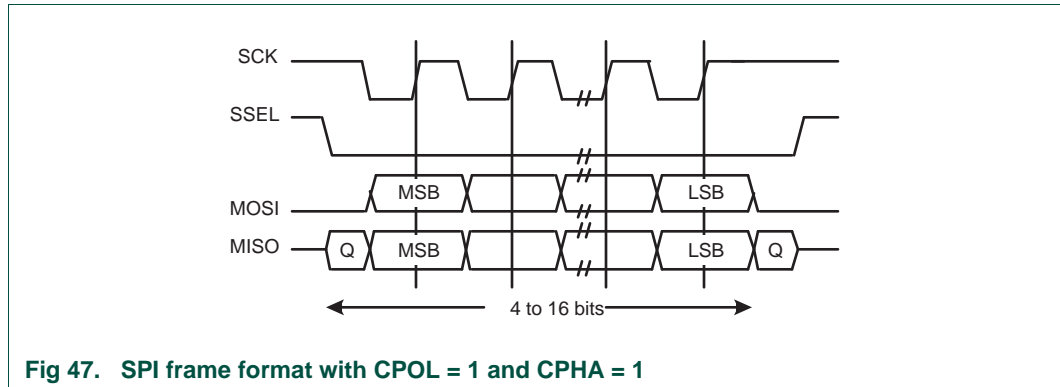 SCK
SSEL
MOSI
MSB
LSB
MISO
Q
MSB
LSB
Q
4 to 16 bits
Fig 47. SPI frame format with CPOL = 1 and CPHA = 1